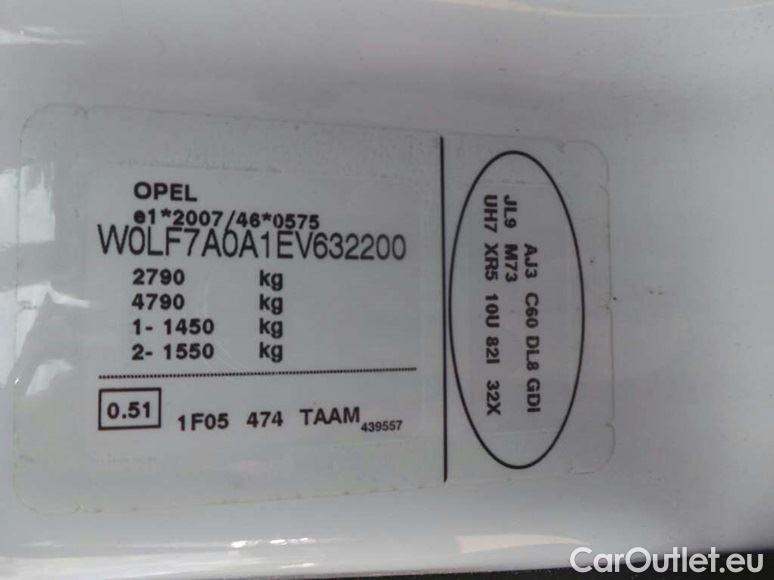 OPEL
e1*2007/46*0575
W0LF7A0A1EV632200
2790 kg
4790 kg
1- 1450 kg
2- 1550 kg
0.51 1F05 474 TAAM 439557
AJ3 C60 DL8 GDI
JL9 M73
UH7 XR5 10U 82I 32X
CarOutlet.eu